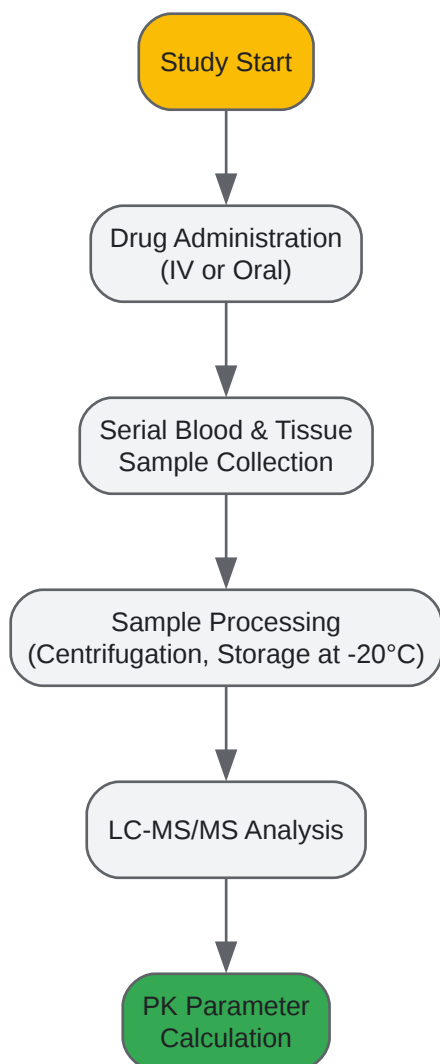 Study Start
Drug Administration
(IV or Oral)
Serial Blood & Tissue
Sample Collection
Sample Processing
(Centrifugation, Storage at -20°C)
LC-MS/MS Analysis
PK Parameter
Calculation